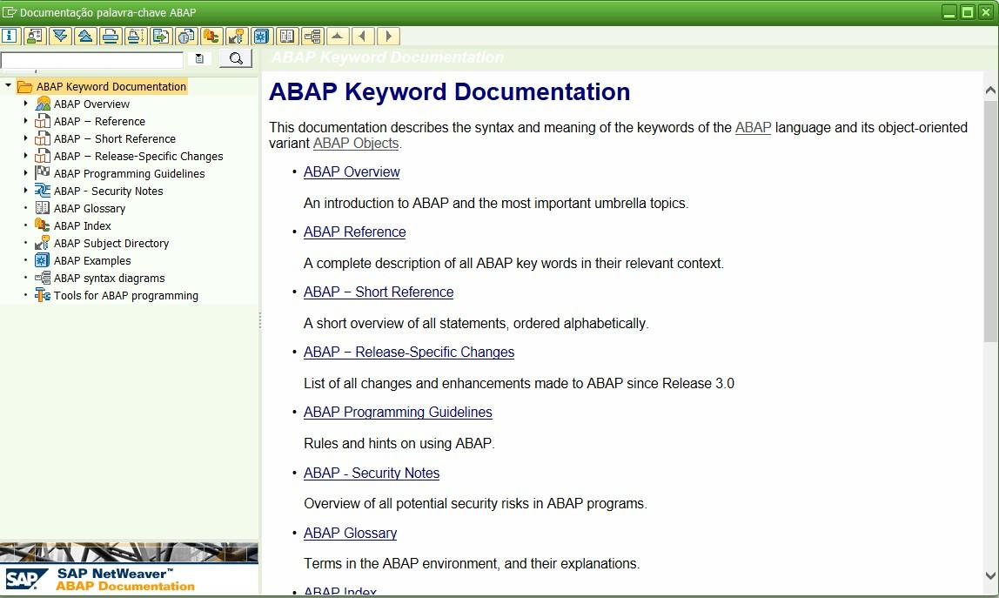 Documentação palavra-chave ABAP
ABAP Keyword Documentation
ABAP Keyword Documentation
ABAP Overview
ABAP – Reference
ABAP – Short Reference
ABAP – Release-Specific Changes
ABAP Programming Guidelines
ABAP - Security Notes
ABAP Glossary
ABAP Index
ABAP Subject Directory
ABAP Examples
ABAP syntax diagrams
Tools for ABAP programming
SAP
SAP NetWeaver™
ABAP Documentation
ABAP Keyword Documentation
This documentation describes the syntax and meaning of the keywords of the ABAP language and its object-oriented
variant ABAP Objects.
• ABAP Overview
An introduction to ABAP and the most important umbrella topics.
• ABAP Reference
A complete description of all ABAP key words in their relevant context.
• ABAP – Short Reference
A short overview of all statements, ordered alphabetically.
• ABAP – Release-Specific Changes
List of all changes and enhancements made to ABAP since Release 3.0
• ABAP Programming Guidelines
Rules and hints on using ABAP.
• ABAP - Security Notes
Overview of all potential security risks in ABAP programs.
• ABAP Glossary
Terms in the ABAP environment, and their explanations.
• ABAP Index